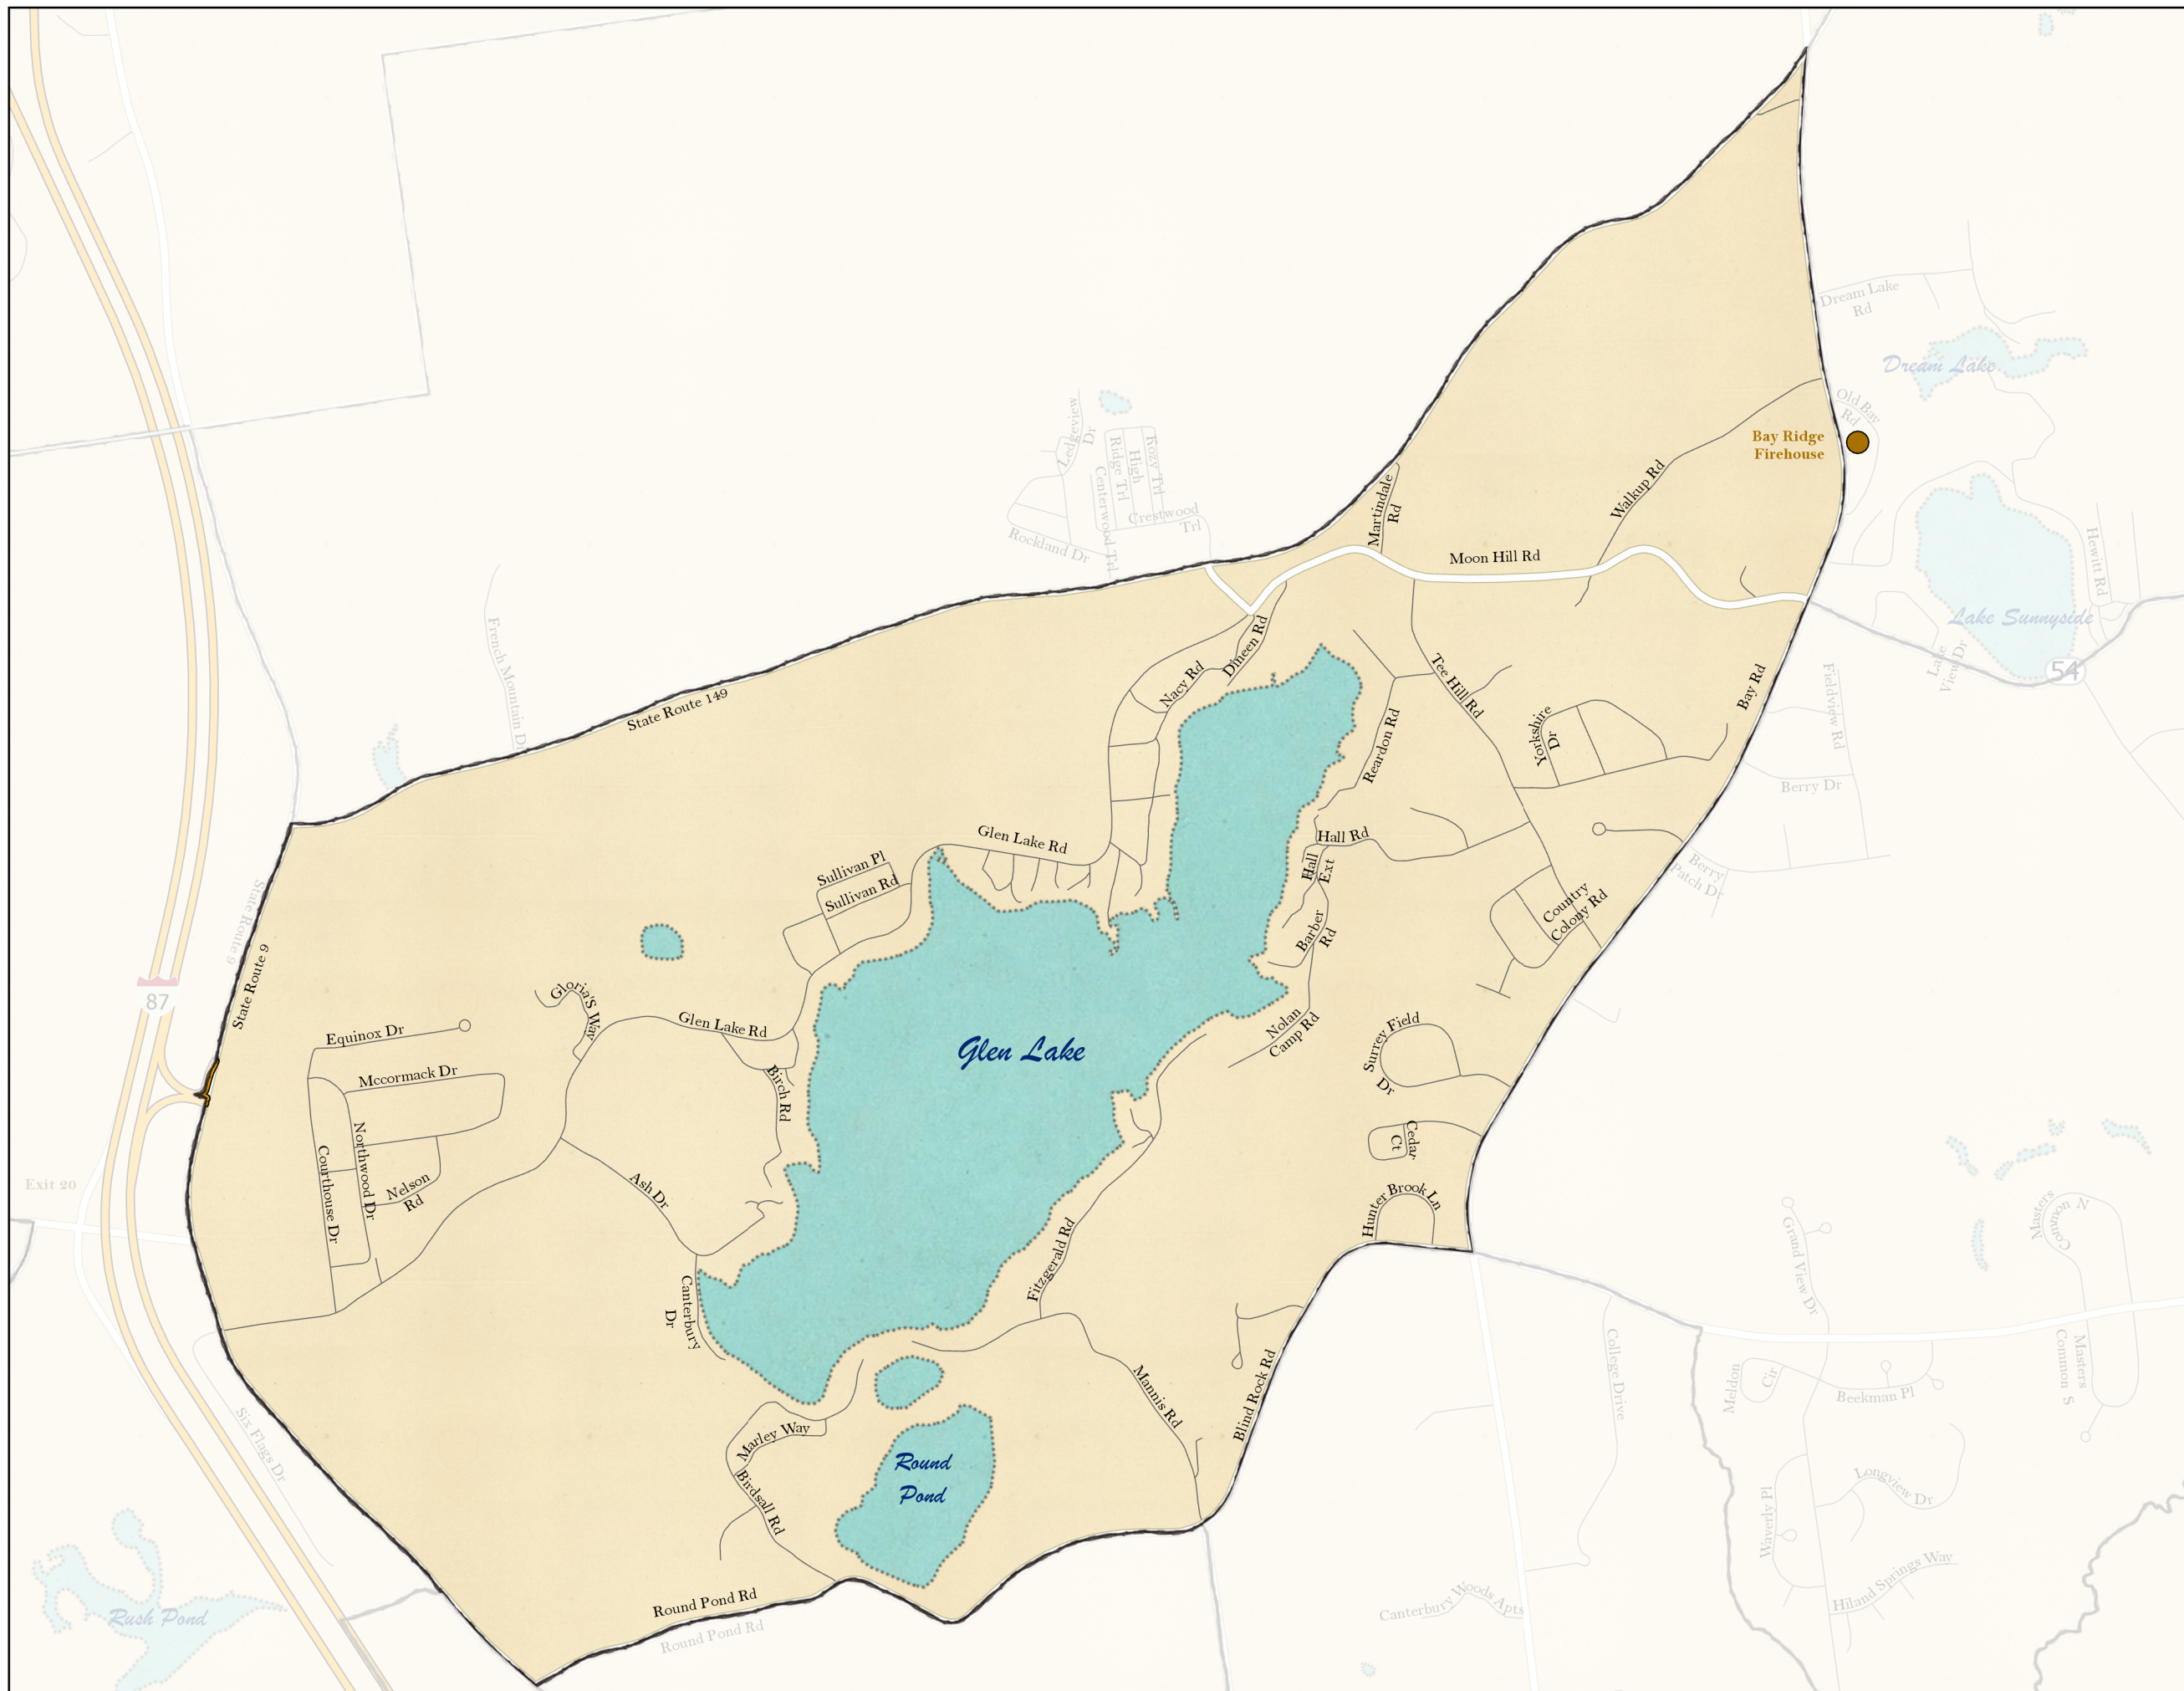 Dream Lake
Rd
Dream Lake
Old Bay
Rd
Bay Ridge
Firehouse
Ledgeview
Dr
Kozy Trl
High
Ridge Trl
Centerwood Trl
Crestwood
Trl
Rockland Dr
Martindale
Rd
Walkup Rd
Moon Hill Rd
Hewitt Rd
Lake Sunnyside
Lake
View Dr
54
French Mountain Dr
State Route 149
Nacy Rd
Dineen Rd
Tee Hill Rd
Reardon Rd
Yorkshire
Dr
Bay Rd
Fieldview Rd
Berry Dr
Berry
Patch Dr
Glen Lake Rd
Hall Rd
Hall
Ext
Sullivan Pl
Sullivan Rd
Barber
Rd
Country
Colony Rd
State Route 9
State Route 9
87
Gloria'S Way
Glen Lake Rd
Equinox Dr
Mccormack Dr
Glen Lake
Nolan
Camp Rd
Surrey Field
Dr
Birch Rd
Northwood Dr
Courthouse Dr
Nelson
Rd
Ash Dr
Cedar
Ct
Hunter Brook Ln
Exit 20
Fitzgerald Rd
Canterbury
Dr
Grand View Dr
Masters
Common N
Masters
Common S
College Drive
Meldon
Cir
Beekman Pl
Mannis Rd
Blind Rock Rd
Six Flags Dr
Marley Way
Birdsall Rd
Round
Pond
Longview Dr
Waverly Pl
Hiland Springs Way
Canterbury Woods Apts
Round Pond Rd
Round Pond Rd
Rush Pond